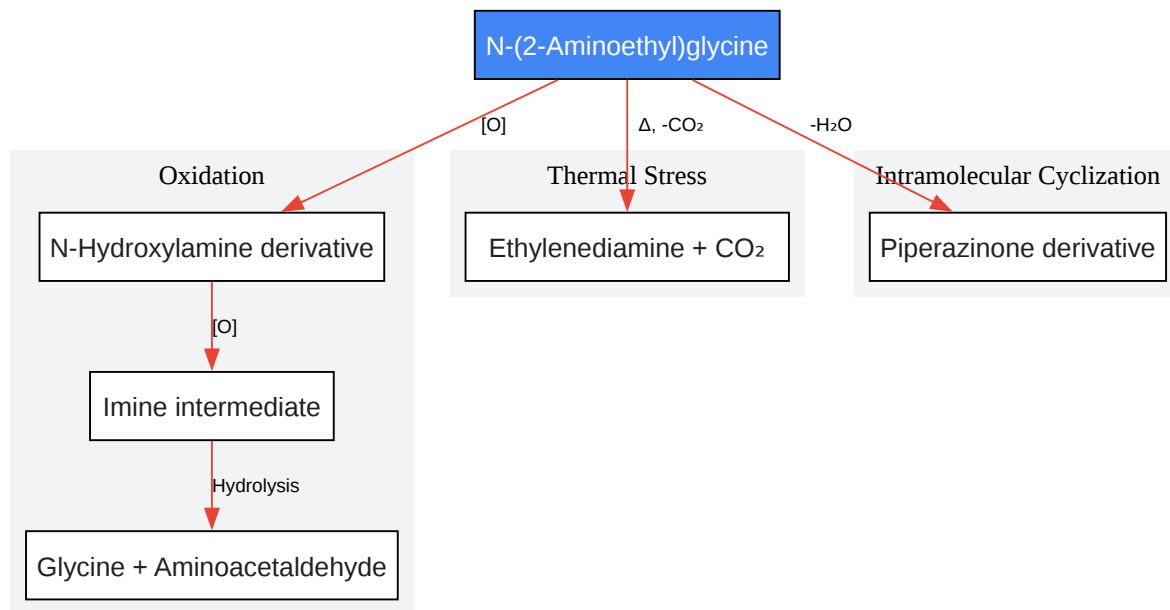 N-(2-Aminoethyl)glycine
[O]
Δ, -CO₂
-H₂O
Oxidation
Thermal Stress
Intramolecular Cyclization
N-Hydroxylamine derivative
Ethylenediamine + CO₂
Piperazinone derivative
[O]
Imine intermediate
Hydrolysis
Glycine + Aminoacetaldehyde